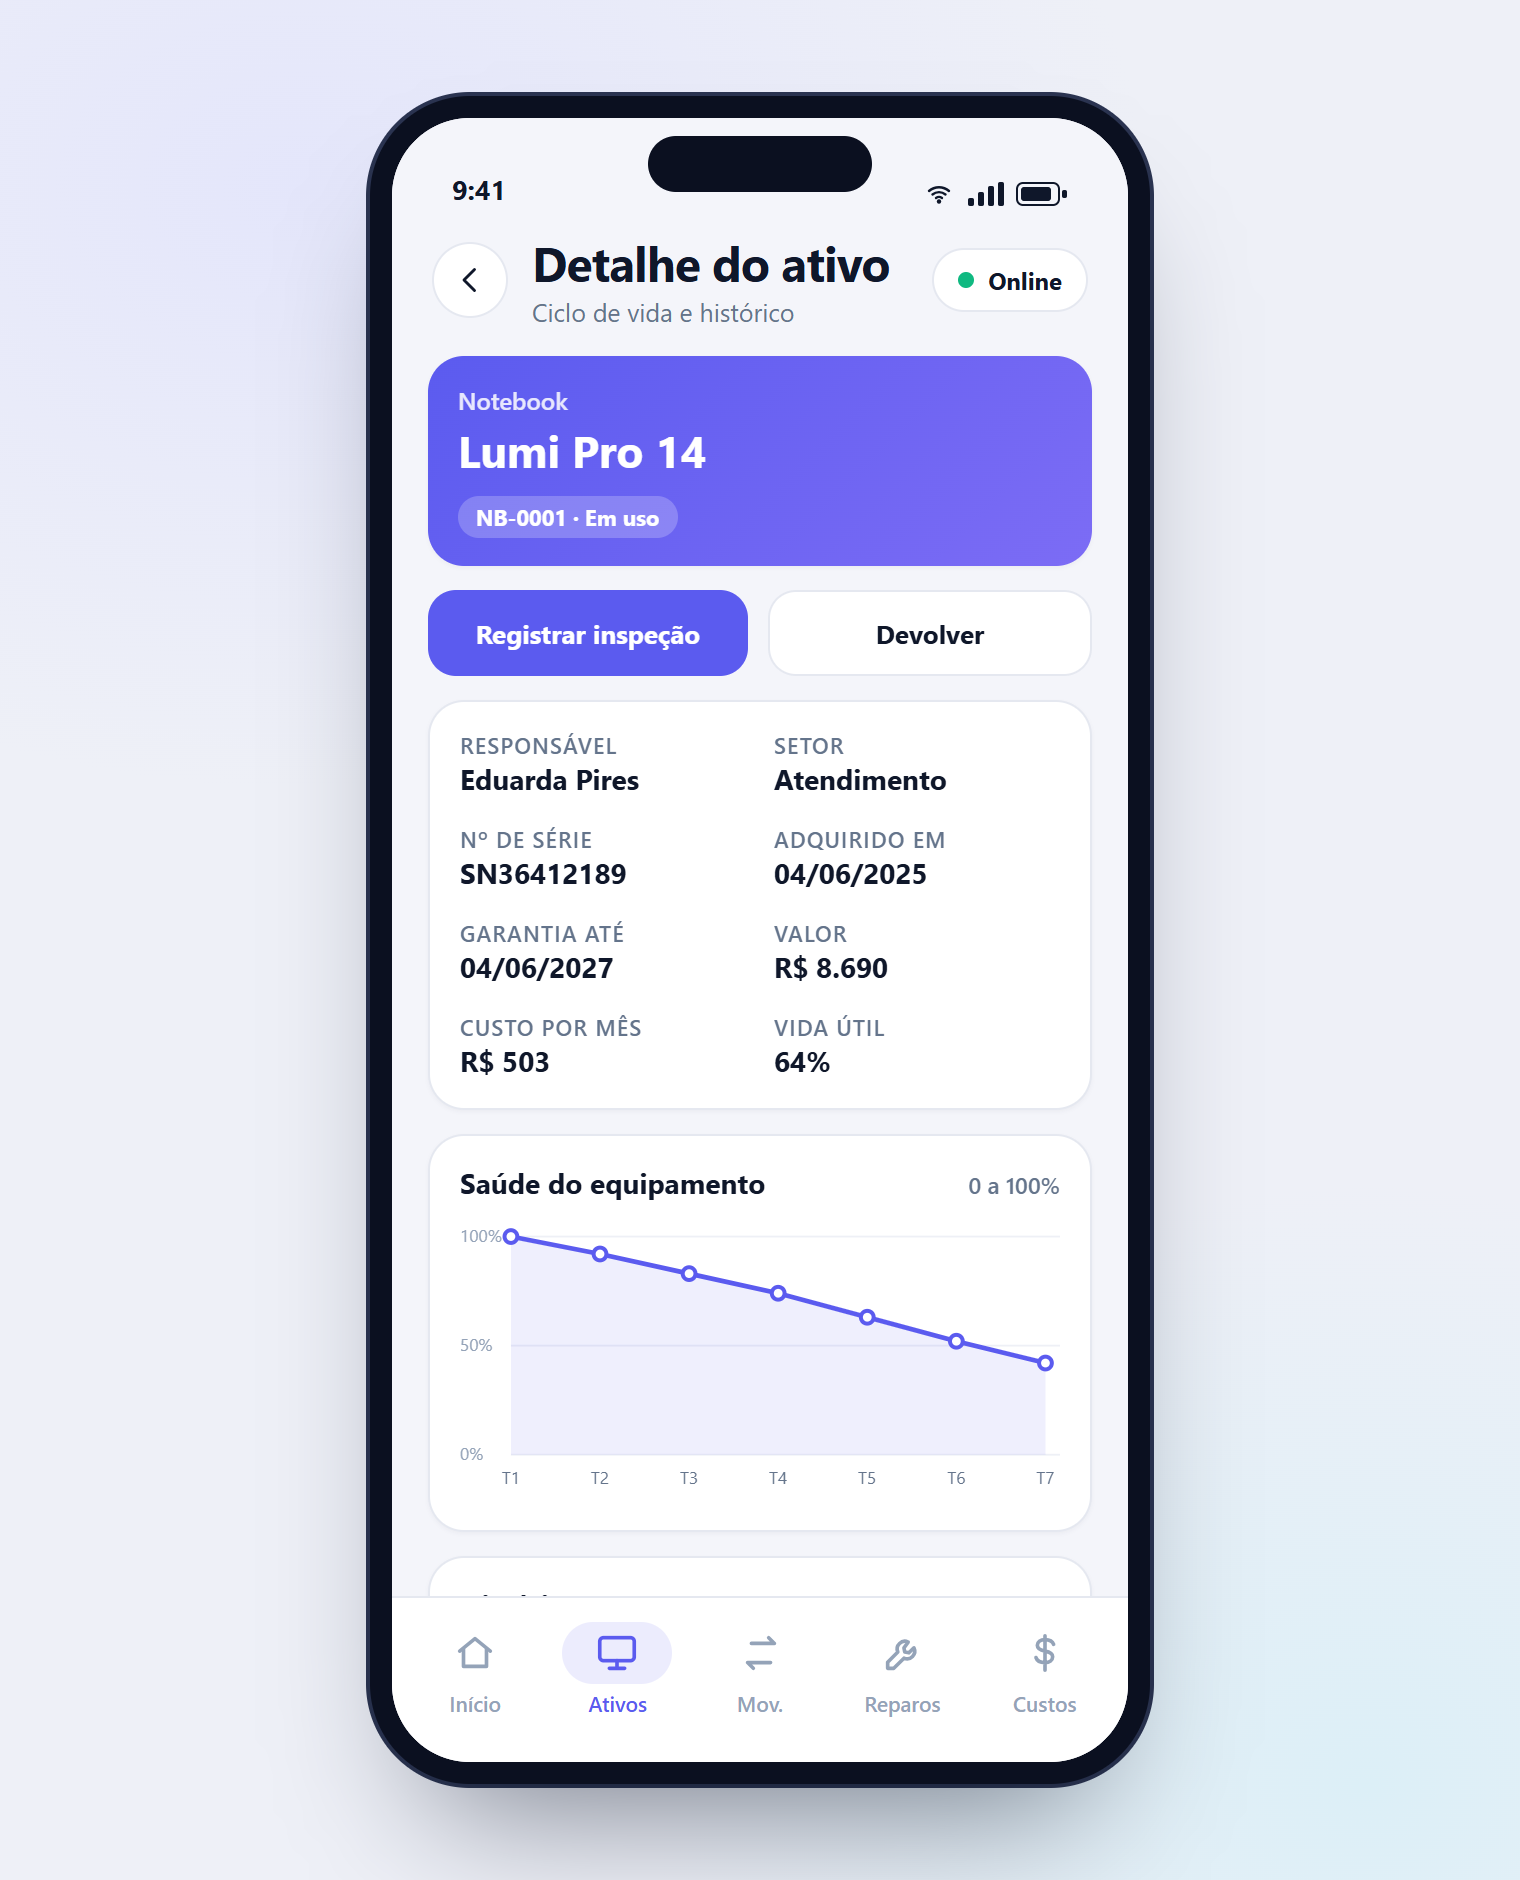 9:41
Detalhe do ativo
Ciclo de vida e histórico
Online
Notebook
Lumi Pro 14
NB-0001 · Em uso
Registrar inspeção
Devolver
RESPONSÁVEL
Eduarda Pires
SETOR
Atendimento
Nº DE SÉRIE
SN36412189
ADQUIRIDO EM
04/06/2025
GARANTIA ATÉ
04/06/2027
VALOR
R$ 8.690
CUSTO POR MÊS
R$ 503
VIDA ÚTIL
64%
Saúde do equipamento
0 a 100%
100%
50%
0%
T1 T2 T3 T4 T5 T6 T7
Início
Ativos
Mov.
Reparos
Custos